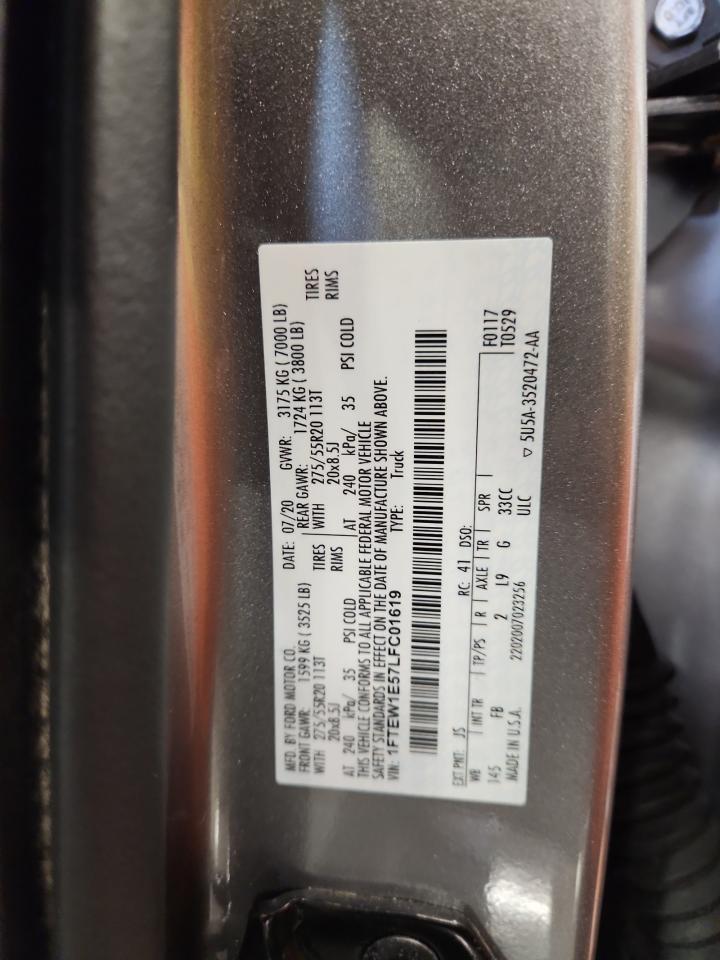 MFD. BY FORD MOTOR CO. DATE: 07/20 GVWR: 3175 KG ( 7000 LB)
FRONT GAWR: 1599 KG ( 3525 LB) REAR GAWR: 1724 KG ( 3800 LB)
WITH 275/55R20 113T TIRES WITH 275/55R20 113T TIRES
20x8.5J RIMS 20x8.5J RIMS
AT 240 kPa/ 35 PSI COLD AT 240 kPa/ 35 PSI COLD
THIS VEHICLE CONFORMS TO ALL APPLICABLE FEDERAL MOTOR VEHICLE
SAFETY STANDARDS IN EFFECT ON THE DATE OF MANUFACTURE SHOWN ABOVE.
VIN: 1FTEW1E57LFC01619 TYPE: Truck
EXT PNT: JS RC: 41 DSO:
WB INT TR TP/PS R AXLE TR SPR F0117
145 FB 2 L9 G 33CC T0529
MADE IN U.S.A. 2202007023256 ULC
▽ 5U5A-3520472-AA